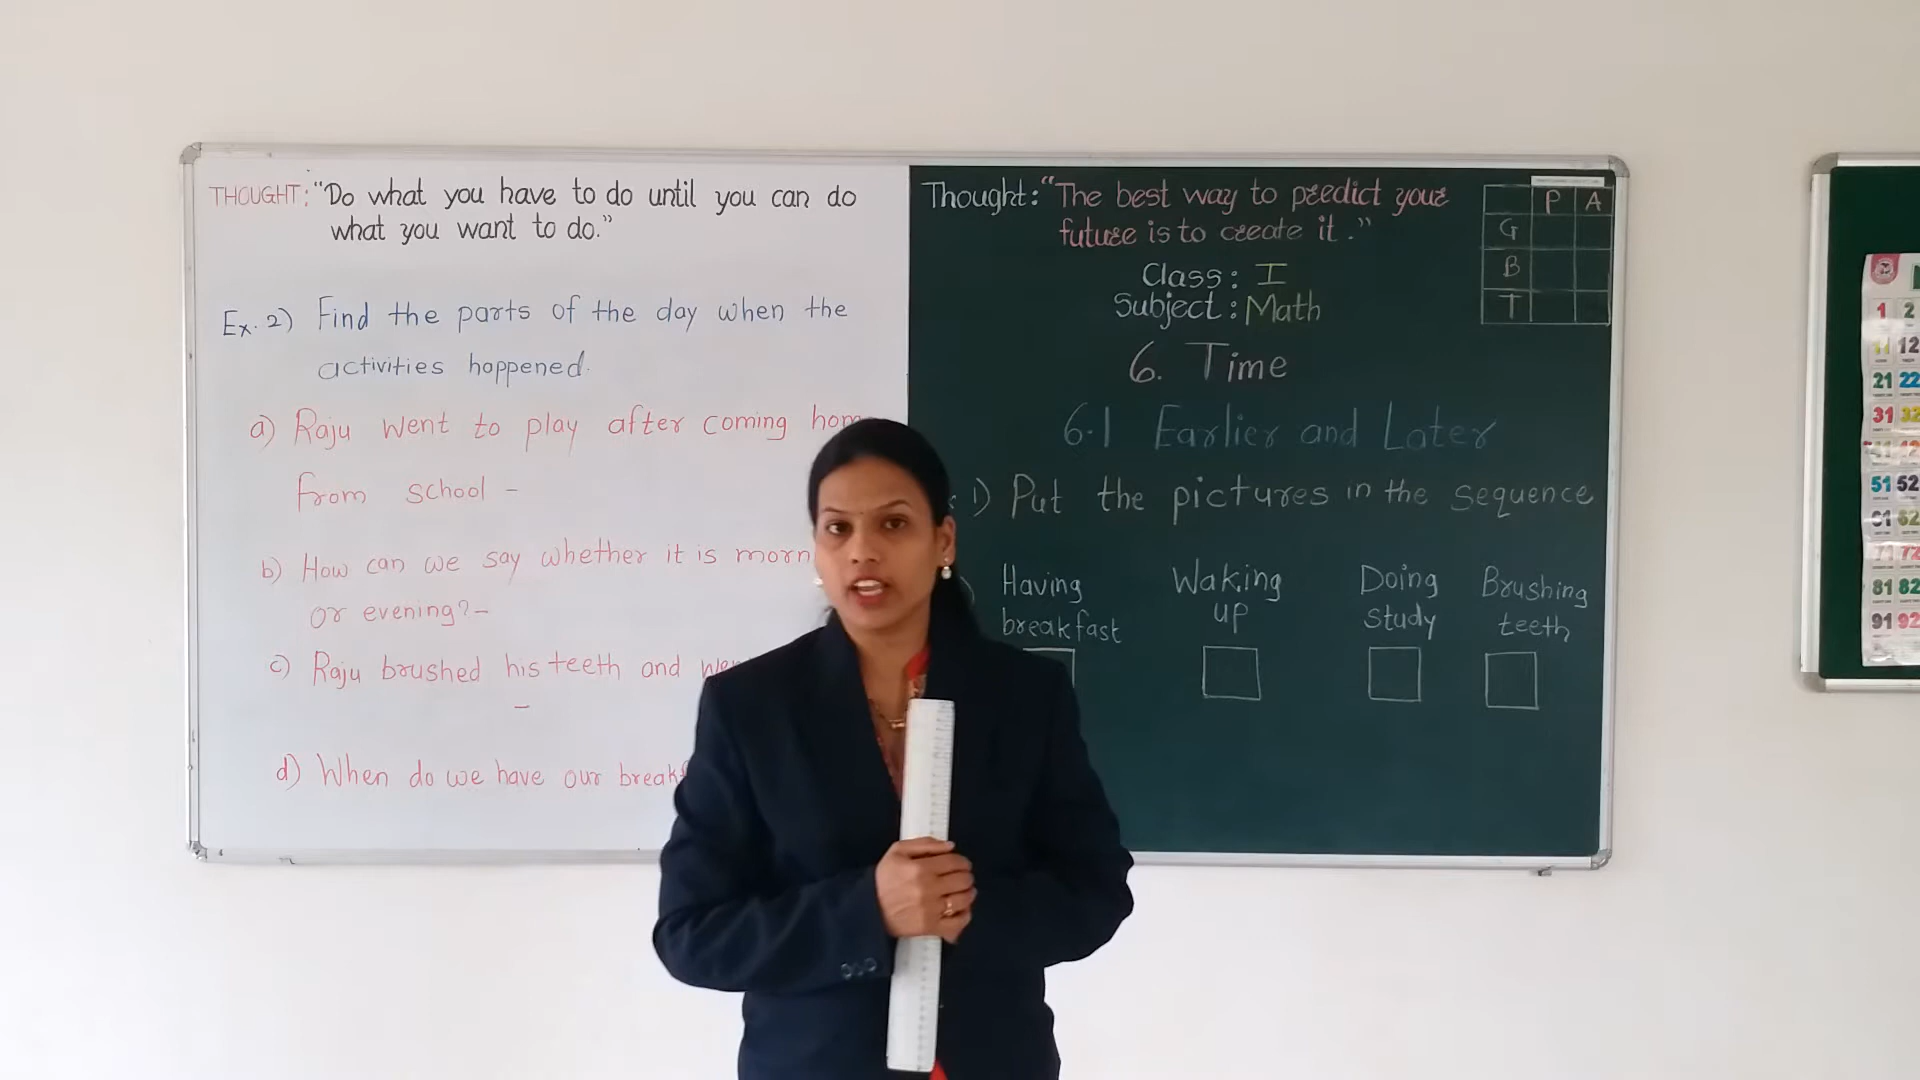 THOUGHT: "Do what you have to do until you can do
what you want to do."
Ex. 2) Find the parts of the day when the
activities hoppened.
a) Raju went to play after coming
from school -
b) How can we say whether it is
or evening? -
c) Raju brushed his teeth and
-
d) When do we have our
Thought: "The best way to predict your
future is to create it."
Class: I
Subject: Math
6. Time
6.1 Earlier and Later
1) Put the pictures in the sequence
Having
breakfast
Waking
up
Doing
study
Brushing
teeth
P A
G
B
T
1 2
11 12
21 22
31 32
51 52
61 62
71 72
81 82
91 92